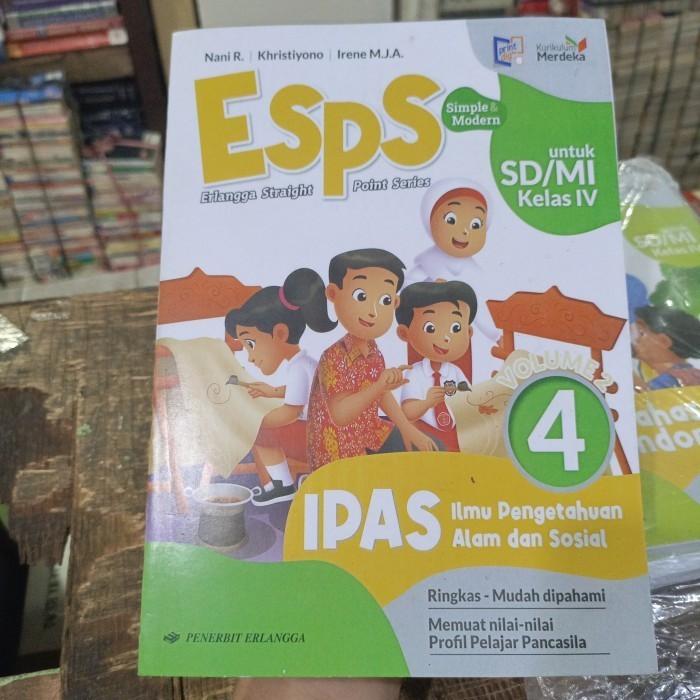 Nani R. | Khristiyono | Irene M.J.A.
print
Kurikulum
Merdeka
ESPS
Simple &
Modern
Erlangga Straight Point Series
untuk
SD/MI
Kelas IV
VOLUME 2
4
IPAS
Ilmu Pengetahuan
Alam dan Sosial
Ringkas - Mudah dipahami
Memuat nilai-nilai
Profil Pelajar Pancasila
PENERBIT ERLANGGA
SD/MI